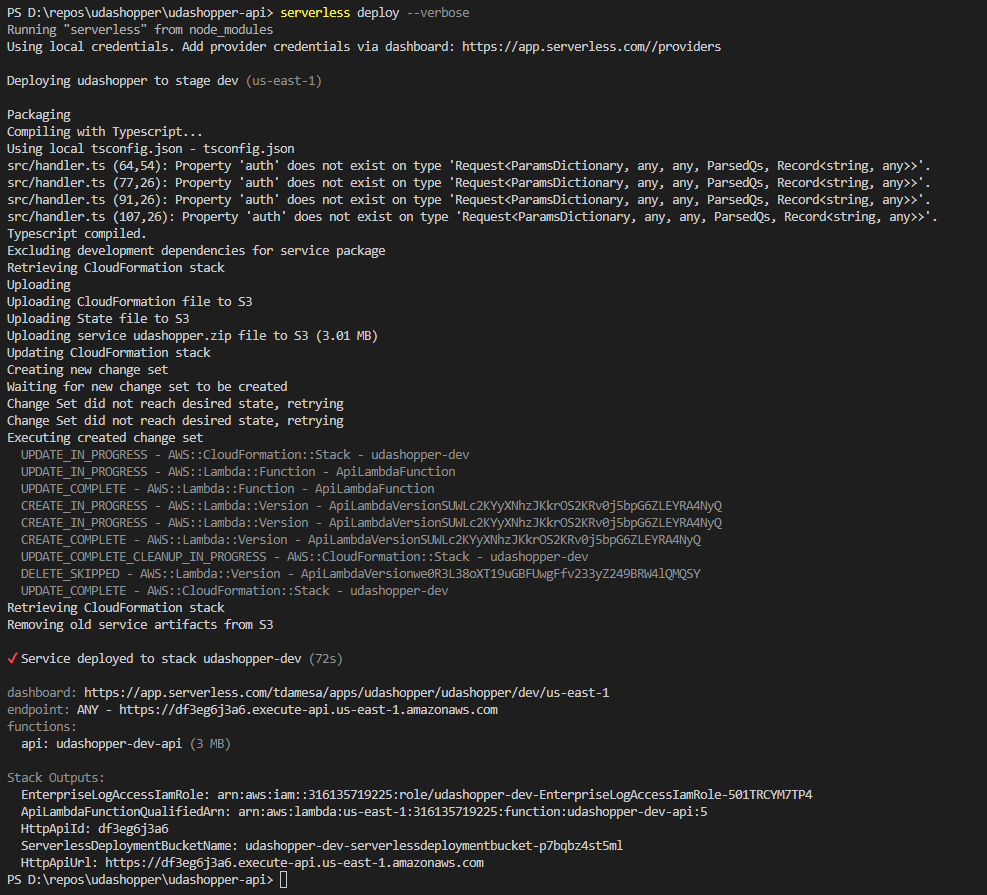 PS D:\repos\udashopper\udashopper-api> serverless deploy --verbose
Running "serverless" from node_modules
Using local credentials. Add provider credentials via dashboard: https://app.serverless.com//providers
Deploying udashopper to stage dev (us-east-1)
Packaging
Compiling with Typescript...
Using local tsconfig.json - tsconfig.json
src/handler.ts (64,54): Property 'auth' does not exist on type 'Request<ParamsDictionary, any, any, ParsedQs, Record<string, any>>'.
src/handler.ts (77,26): Property 'auth' does not exist on type 'Request<ParamsDictionary, any, any, ParsedQs, Record<string, any>>'.
src/handler.ts (91,26): Property 'auth' does not exist on type 'Request<ParamsDictionary, any, any, ParsedQs, Record<string, any>>'.
src/handler.ts (107,26): Property 'auth' does not exist on type 'Request<ParamsDictionary, any, any, ParsedQs, Record<string, any>>'.
Typescript compiled.
Excluding development dependencies for service package
Retrieving CloudFormation stack
Uploading
Uploading CloudFormation file to S3
Uploading State file to S3
Uploading service udashopper.zip file to S3 (3.01 MB)
Updating CloudFormation stack
Creating new change set
Waiting for new change set to be created
Change Set did not reach desired state, retrying
Change Set did not reach desired state, retrying
Executing created change set
UPDATE_IN_PROGRESS - AWS::CloudFormation::Stack - udashopper-dev
UPDATE_IN_PROGRESS - AWS::Lambda::Function - ApiLambdaFunction
UPDATE_COMPLETE - AWS::Lambda::Function - ApiLambdaFunction
CREATE_IN_PROGRESS - AWS::Lambda::Version - ApiLambdaVersionSUWLc2KYyXNhzJKkrOS2KRv0j5bpG6ZLEYRA4NyQ
CREATE_IN_PROGRESS - AWS::Lambda::Version - ApiLambdaVersionSUWLc2KYyXNhzJKkrOS2KRv0j5bpG6ZLEYRA4NyQ
CREATE_COMPLETE - AWS::Lambda::Version - ApiLambdaVersionSUWLc2KYyXNhzJKkrOS2KRv0j5bpG6ZLEYRA4NyQ
UPDATE_COMPLETE_CLEANUP_IN_PROGRESS - AWS::CloudFormation::Stack - udashopper-dev
DELETE_SKIPPED - AWS::Lambda::Version - ApiLambdaVersionwe0R3L38oXT19uGBFUwgFfv233yZ249BRW4lQMQSY
UPDATE_COMPLETE - AWS::CloudFormation::Stack - udashopper-dev
Retrieving CloudFormation stack
Removing old service artifacts from S3
✓Service deployed to stack udashopper-dev (72s)
dashboard: https://app.serverless.com/tdamesa/apps/udashopper/udashopper/dev/us-east-1
endpoint: ANY - https://df3eg6j3a6.execute-api.us-east-1.amazonaws.com
functions:
api: udashopper-dev-api (3 MB)
Stack Outputs:
EnterpriseLogAccessIamRole: arn:aws:iam::316135719225:role/udashopper-dev-EnterpriseLogAccessIamRole-501TRCYM7TP4
ApiLambdaFunctionQualifiedArn: arn:aws:lambda:us-east-1:316135719225:function:udashopper-dev-api:5
HttpApiId: df3eg6j3a6
ServerlessDeploymentBucketName: udashopper-dev-serverlessdeploymentbucket-p7bqbz4st5ml
HttpApiUrl: https://df3eg6j3a6.execute-api.us-east-1.amazonaws.com
PS D:\repos\udashopper\udashopper-api>